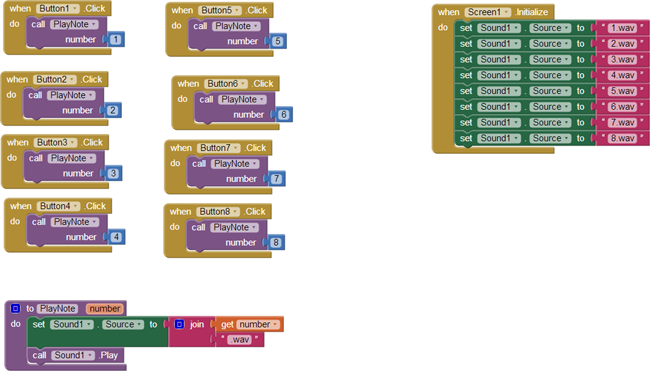 when Button1 .Click
do call PlayNote
number 1
when Button2 .Click
do call PlayNote
number 2
when Button3 .Click
do call PlayNote
number 3
when Button4 .Click
do call PlayNote
number 4
when Button5 .Click
do call PlayNote
number 5
when Button6 .Click
do call PlayNote
number 6
when Button7 .Click
do call PlayNote
number 7
when Button8 .Click
do call PlayNote
number 8
when Screen1 .Initialize
do set Sound1 . Source to " 1.wav "
set Sound1 . Source to " 2.wav "
set Sound1 . Source to " 3.wav "
set Sound1 . Source to " 4.wav "
set Sound1 . Source to " 5.wav "
set Sound1 . Source to " 6.wav "
set Sound1 . Source to " 7.wav "
set Sound1 . Source to " 8.wav "
to PlayNote number
do set Sound1 . Source to join get number
" .wav "
call Sound1 .Play